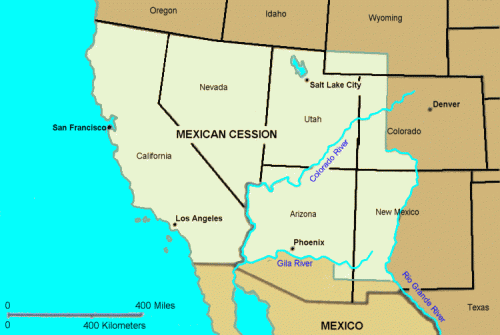 Oregon
Idaho
Wyoming
Nevada
Salt Lake City
Utah
Denver
Colorado
San Francisco
MEXICAN CESSION
California
Colorado River
Los Angeles
Arizona
New Mexico
Phoenix
Gila River
Rio Grande River
Texas
0 400 Miles
0 400 Kilometers
MEXICO